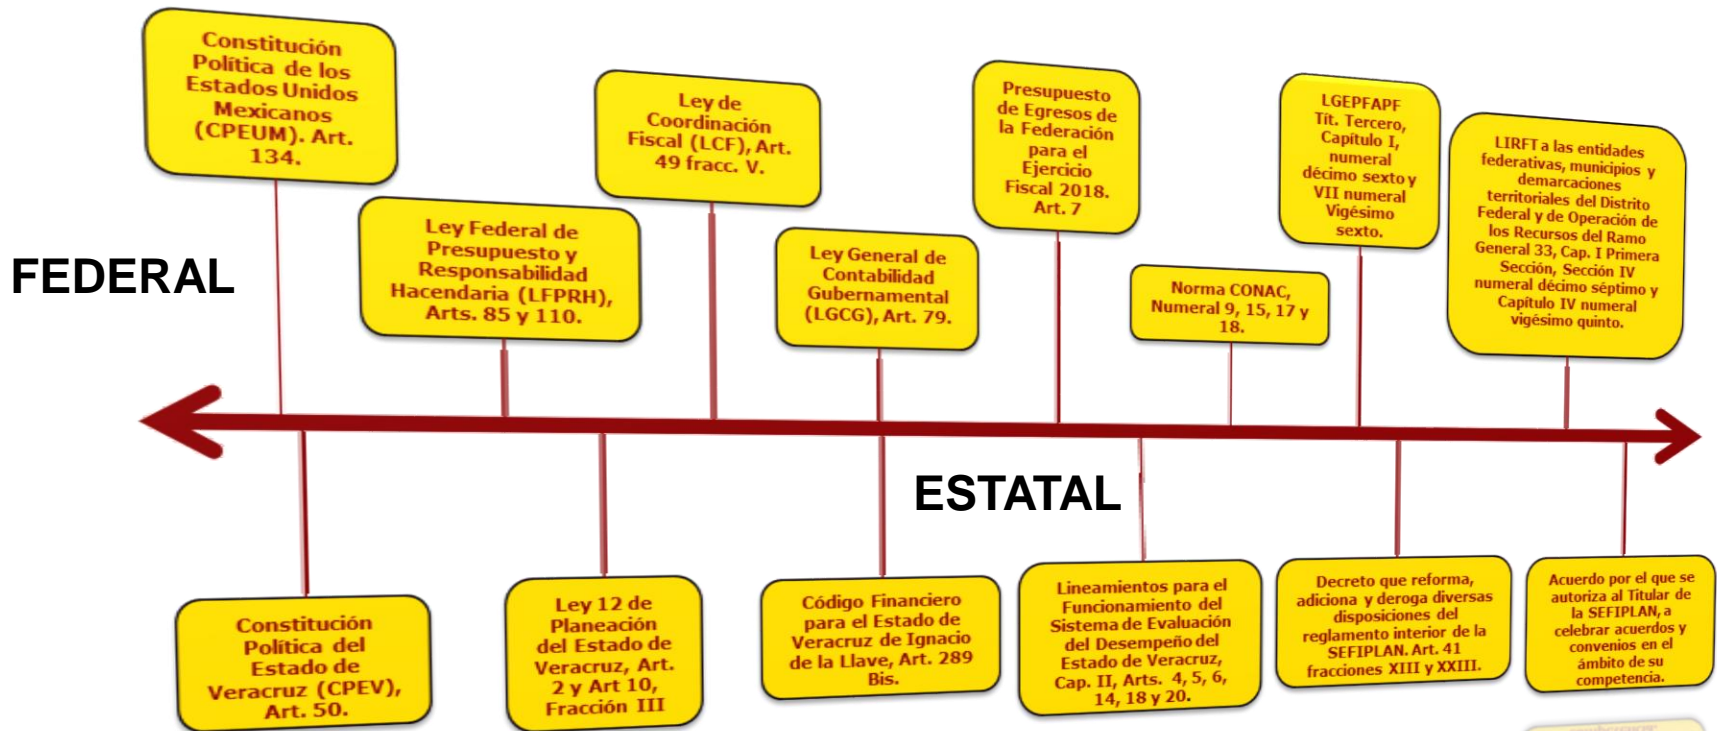 Constitución
Política de los
Estados Unidos
Mexicanos
(CPEUM). Art.
134.
Ley Federal de
Presupuesto y
Responsabilidad
Hacendaria (LFPRH),
Arts. 85 y 110.
Ley de
Coordinación
Fiscal (LCF), Art.
49 fracc. V.
Ley General de
Contabilidad
Gubernamental
(LGCG), Art. 79.
Presupuesto
de Egresos de
la Federación
para el
Ejercicio
Fiscal 2018.
Art. 7
Norma CONAC,
Numeral 9, 15, 17 y
18.
LGEPFAPF
Tít. Tercero,
Capítulo I,
numeral
décimo sexto y
VII numeral
Vigésimo
sexto.
LIRFT a las entidades
federativas, municipios y
demarcaciones
territoriales del Distrito
Federal y de Operación de
los Recursos del Ramo
General 33, Cap. I Primera
Sección, Sección IV
numeral décimo séptimo y
Capítulo IV numeral
vigésimo quinto.
FEDERAL
ESTATAL
Constitución
Política del
Estado de
Veracruz (CPEV),
Art. 50.
Ley 12 de
Planeación
del Estado de
Veracruz, Art.
2 y Art 10,
Fracción III
Código Financiero
para el Estado de
Veracruz de Ignacio
de la Llave, Art. 289
Bis.
Lineamientos para el
Funcionamiento del
Sistema de Evaluación
del Desempeño del
Estado de Veracruz,
Cap. II, Arts. 4, 5, 6,
14, 18 y 20.
Decreto que reforma,
adiciona y deroga diversas
disposiciones del
reglamento interior de la
SEFIPLAN. Art. 41
fracciones XIII y XXIII.
Acuerdo por el que se
autoriza al Titular de
la SEFIPLAN, a
celebrar acuerdos y
convenios en el
ámbito de su
competencia.